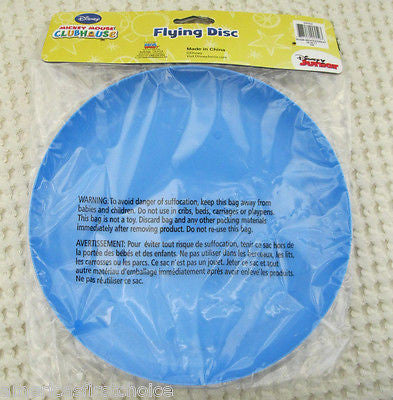 Disney
MICKEY MOUSE
CLUBHOUSE
Flying Disc
Made in China
©Disney
Disney
Junior
WARNING: To avoid danger of suffocation, keep this bag away from
babies and children. Do not use in cribs, beds, carriages or playpens.
This bag is not a toy. Discard bag and any other packing materials
immediately after removing product. Do no re-use this bag.
AVERTISSEMENT: Pour éviter tout risque de suffocation, tenir ce sac hors de
la portée des bébés et des enfants. Ne pas utiliser dans les berceaux, les lits,
les carrosses ou les parcs. Ce sac n'est pas un jouet. Jeter ce sac et tout
autre matériau d'emballage immédiatement après avoir enlevé les produits.
Ne pas réutiliser ce sac.
americasfirstchoice